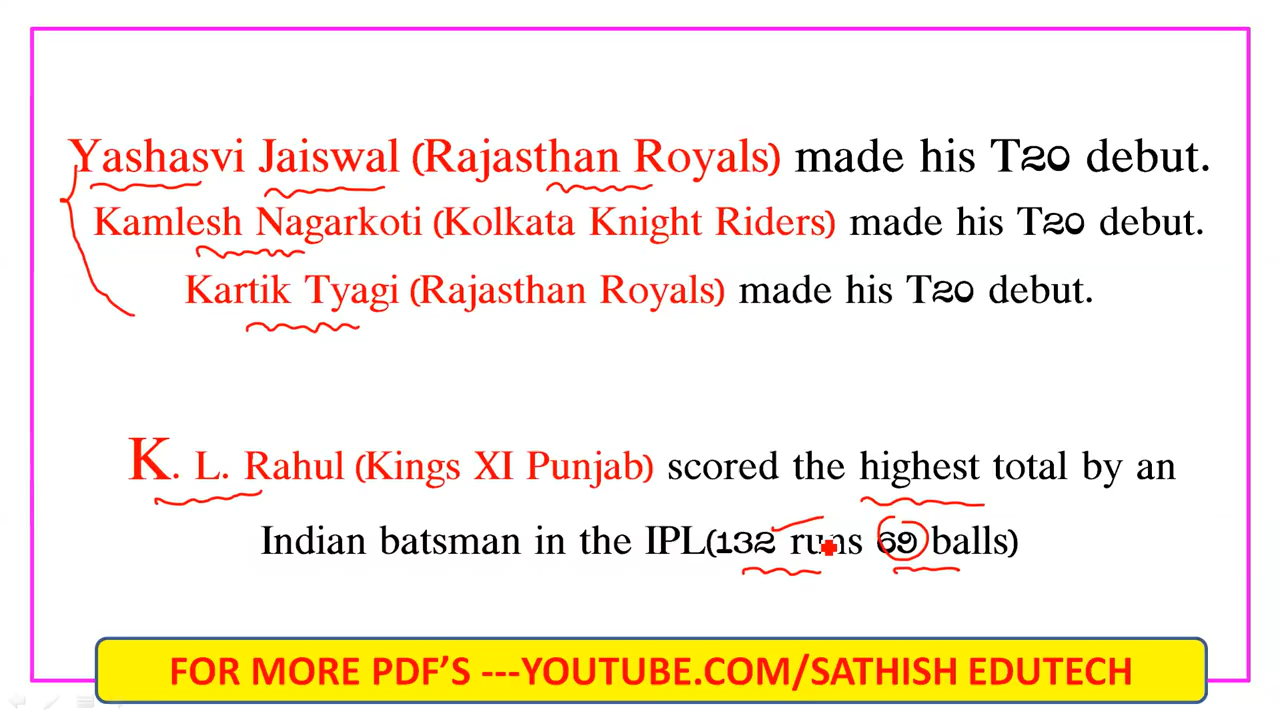 Yashasvi Jaiswal (Rajasthan Royals) made his T20 debut.
Kamlesh Nagarkoti (Kolkata Knight Riders) made his T20 debut.
Kartik Tyagi (Rajasthan Royals) made his T20 debut.
K. L. Rahul (Kings XI Punjab) scored the highest total by an
Indian batsman in the IPL(132 runs 69 balls)
FOR MORE PDF'S ---YOUTUBE.COM/SATHISH EDUTECH